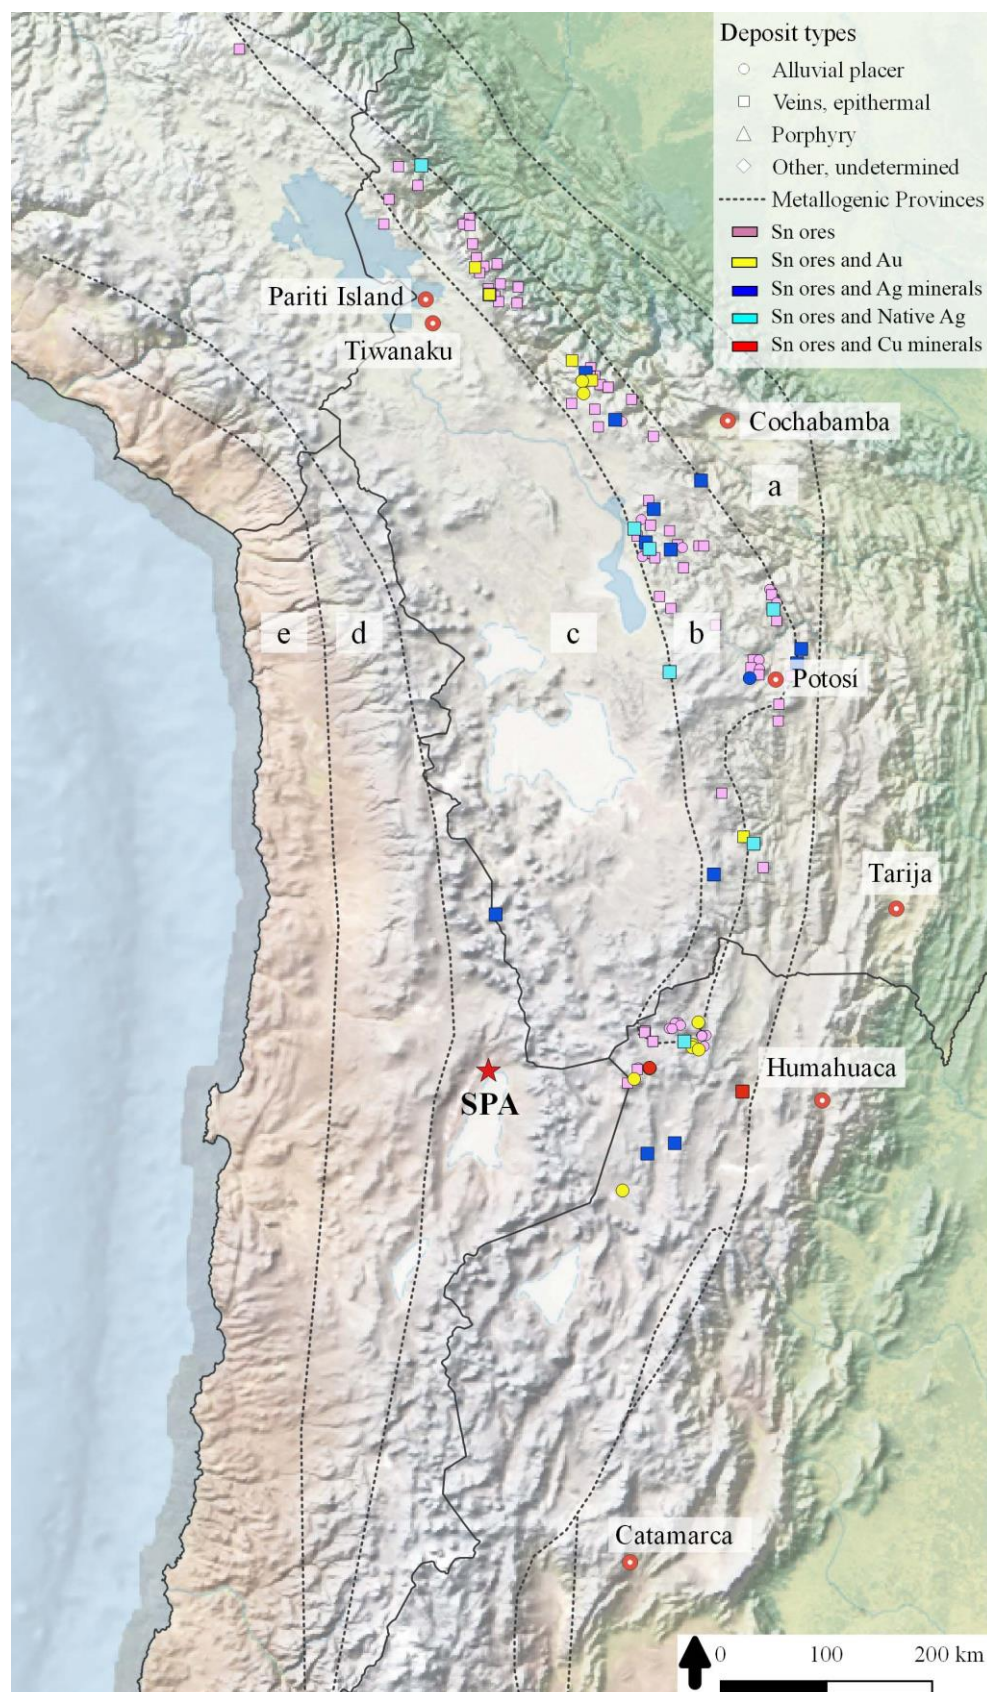 Deposit types
Alluvial placer
Veins, epithermal
Porphyry
Other, undetermined
Metallogenic Provinces
Sn ores
Sn ores and Au
Sn ores and Ag minerals
Sn ores and Native Ag
Sn ores and Cu minerals
Pariti Island
Tiwanaku
Cochabamba
a
e
d
c
b
Potosí
Tarija
Humahuaca
SPA
Catamarca
0 100 200 km